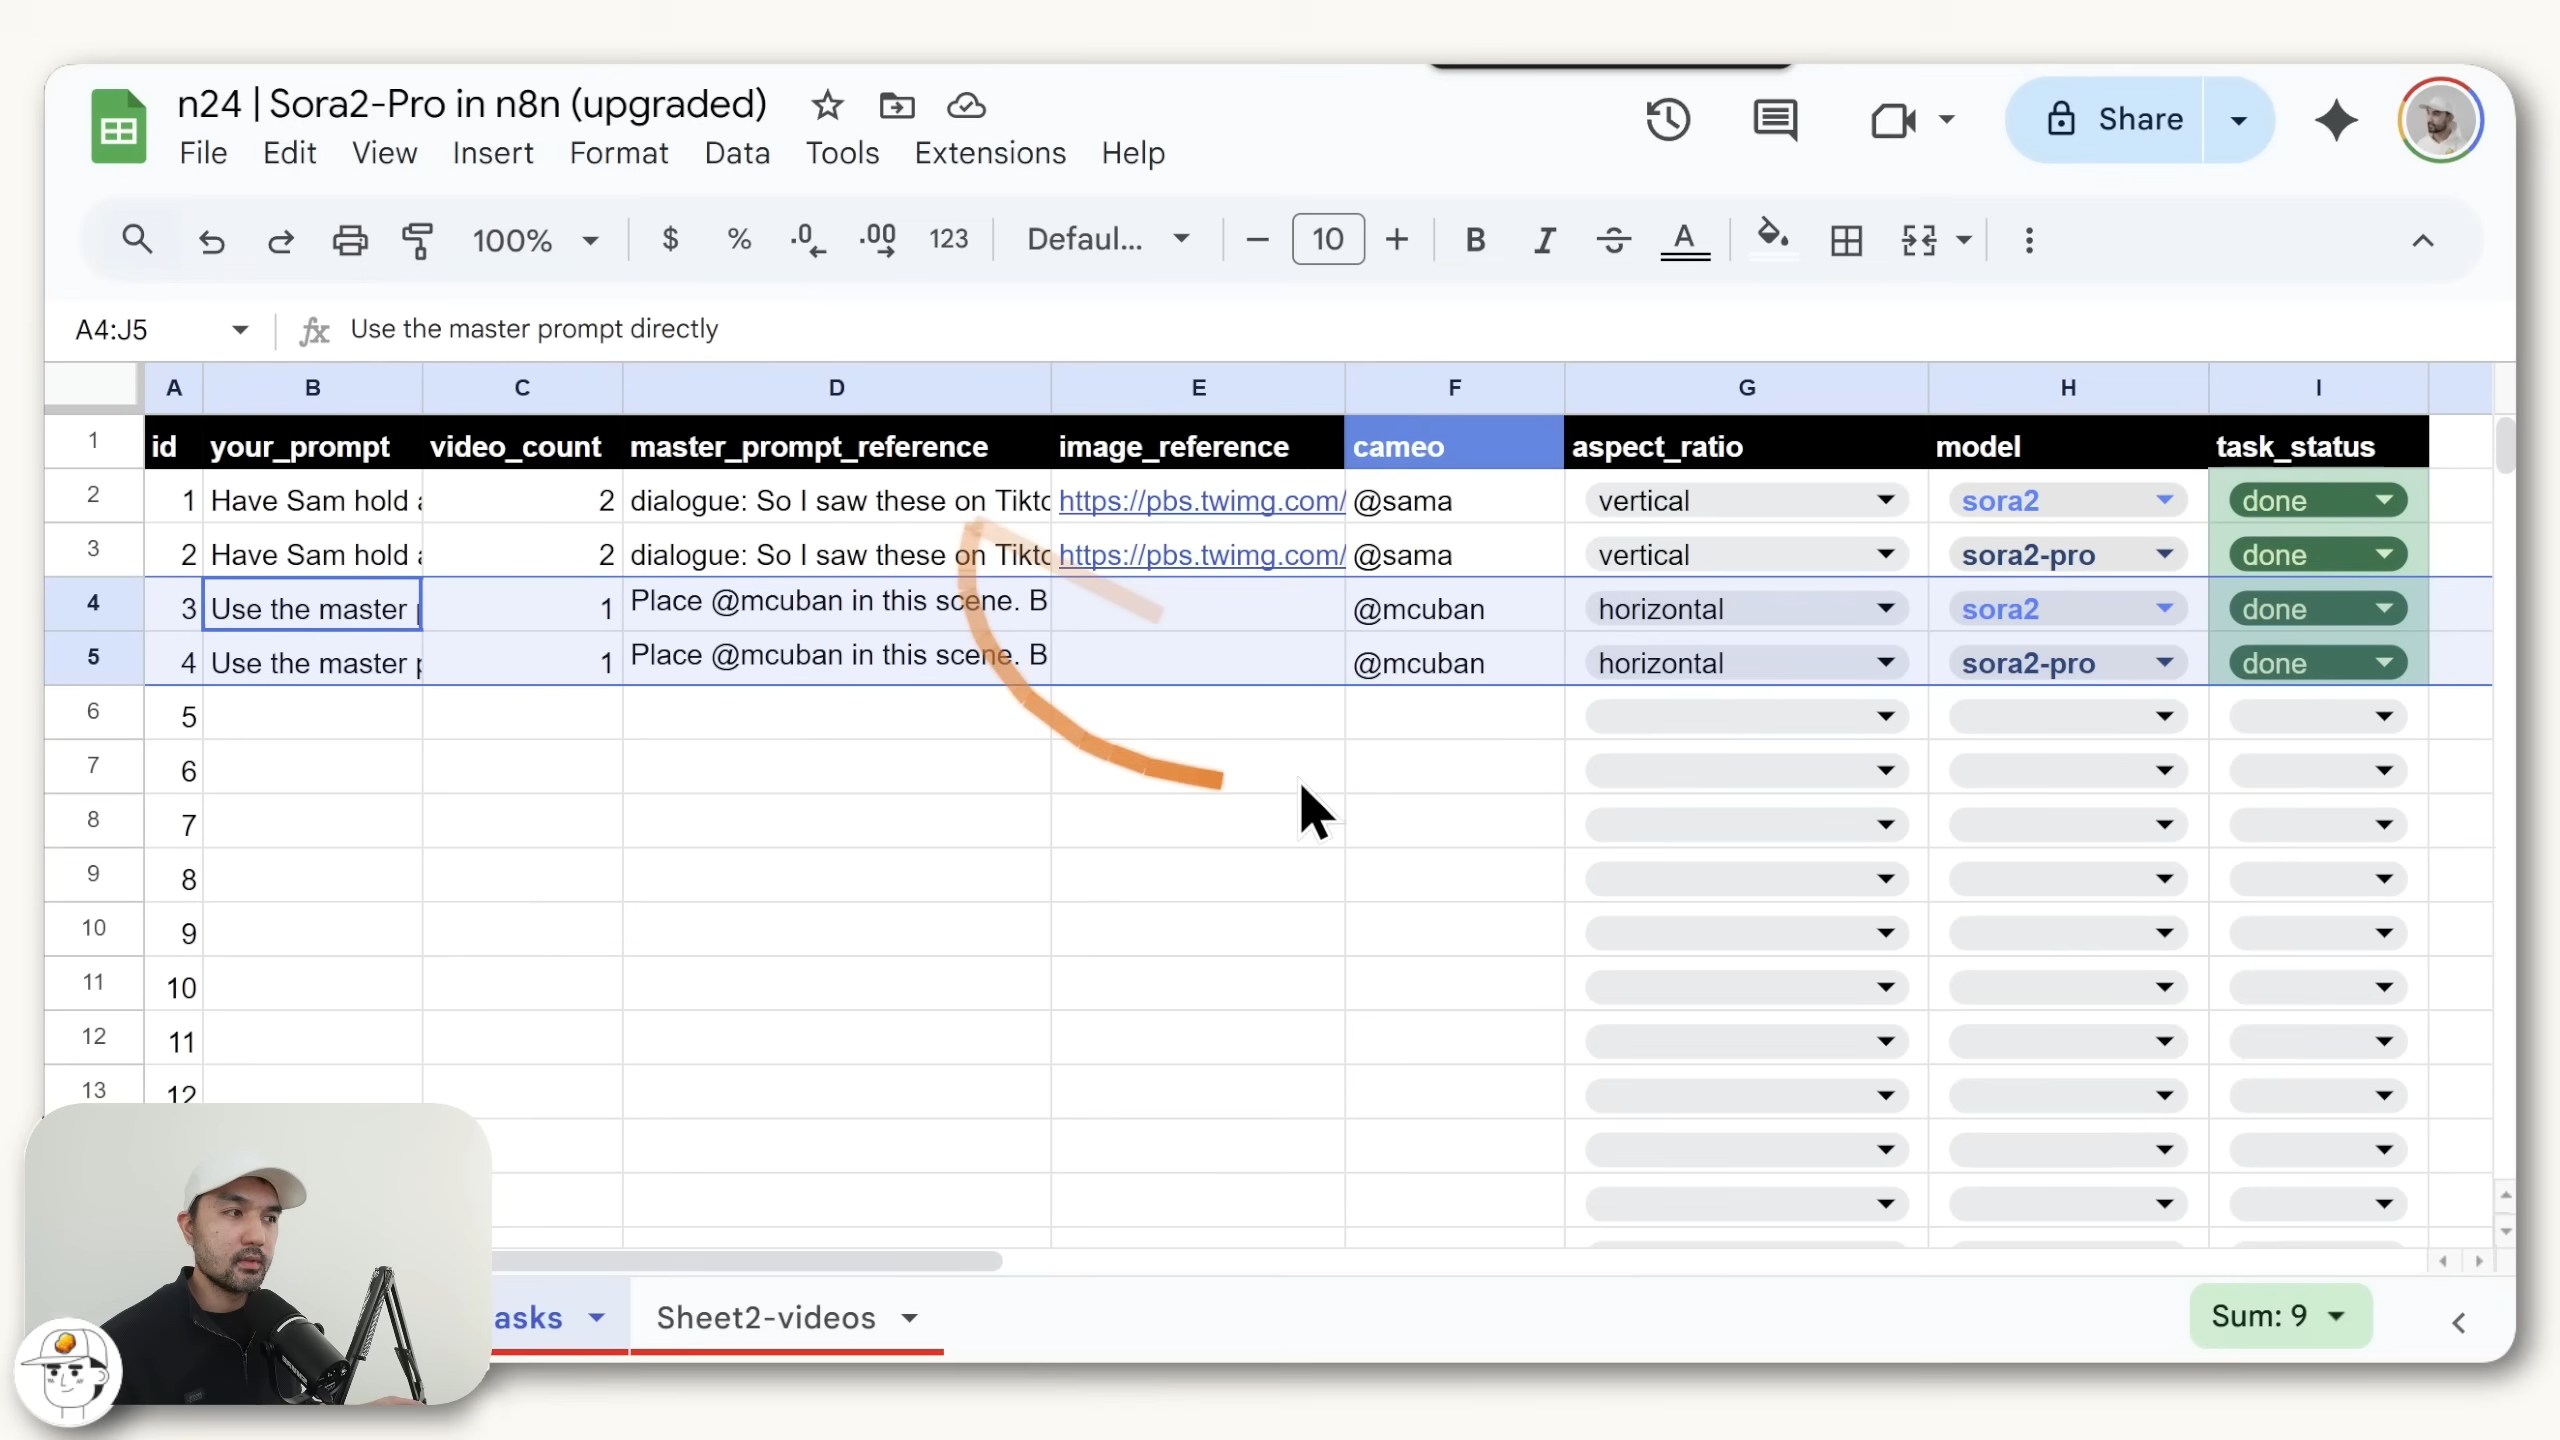 n24 | Sora2-Pro in n8n (upgraded)
File Edit View Insert Format Data Tools Extensions Help
Share
100% $ % .0 .00 123 Defaul... 10 B I A
A4:J5 fx Use the master prompt directly
A B C D E F G H I
1 id your_prompt video_count master_prompt_reference image_reference cameo aspect_ratio model task_status
2 1 Have Sam hold 2 dialogue: So I saw these on Tikto https://pbs.twimg.com/ @sama vertical sora2 done
3 2 Have Sam hold 2 dialogue: So I saw these on Tikto https://pbs.twimg.com/ @sama vertical sora2-pro done
4 3 Use the master 1 Place @mcuban in this scene. B @mcuban horizontal sora2 done
5 4 Use the master 1 Place @mcuban in this scene. B @mcuban horizontal sora2-pro done
6 5
7 6
8 7
9 8
10 9
11 10
12 11
13 12
asks Sheet2-videos Sum: 9